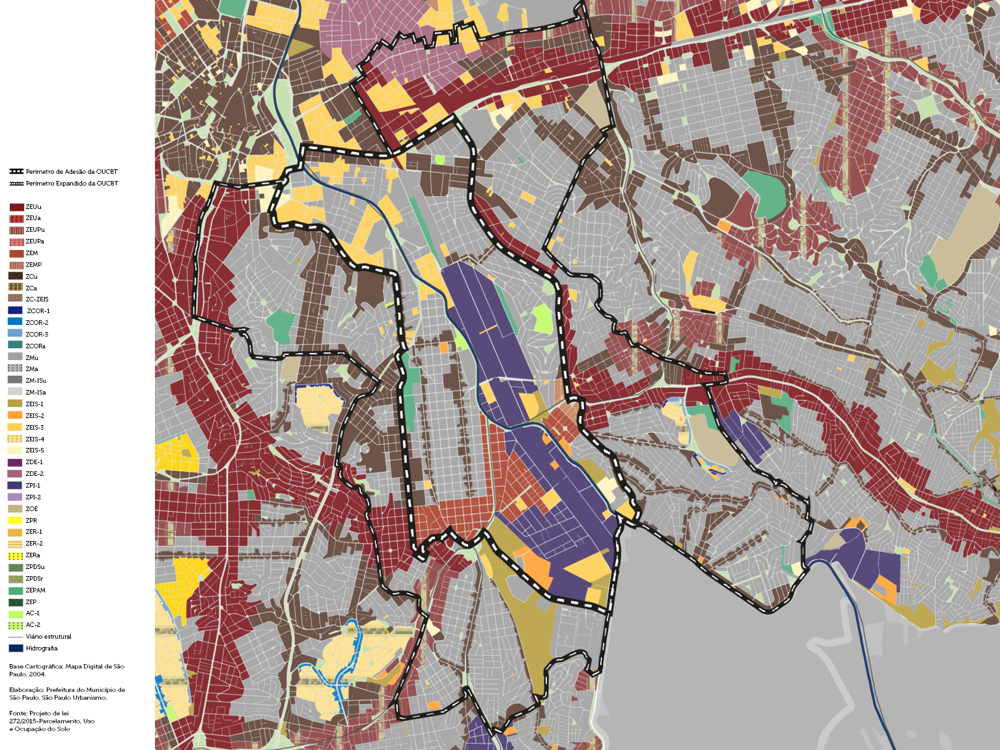 Perímetro de Adesão da OUCBT
Perímetro Expandido da OUCBT
ZEUu
ZEUa
ZEUPu
ZEUPa
ZEM
ZEMP
ZCu
ZCa
ZC-ZEIS
ZCOR-1
ZCOR-2
ZCOR-3
ZCORa
ZMu
ZMa
ZM-ISu
ZM-ISa
ZEIS-1
ZEIS-2
ZEIS-3
ZEIS-4
ZEIS-5
ZDE-1
ZDE-2
ZPI-1
ZPI-2
ZOE
ZPR
ZER-1
ZER-2
ZERa
ZPDSu
ZPDSr
ZEPAM
ZEP
AC-1
AC-2
Viário estrutural
Hidrografia
Base Cartográfica: Mapa Digital de São
Paulo, 2004.
Elaboração: Prefeitura do Município de
São Paulo. São Paulo Urbanismo.
Fonte: Projeto de lei
272/2015-Parcelamento, Uso
e Ocupação do Solo